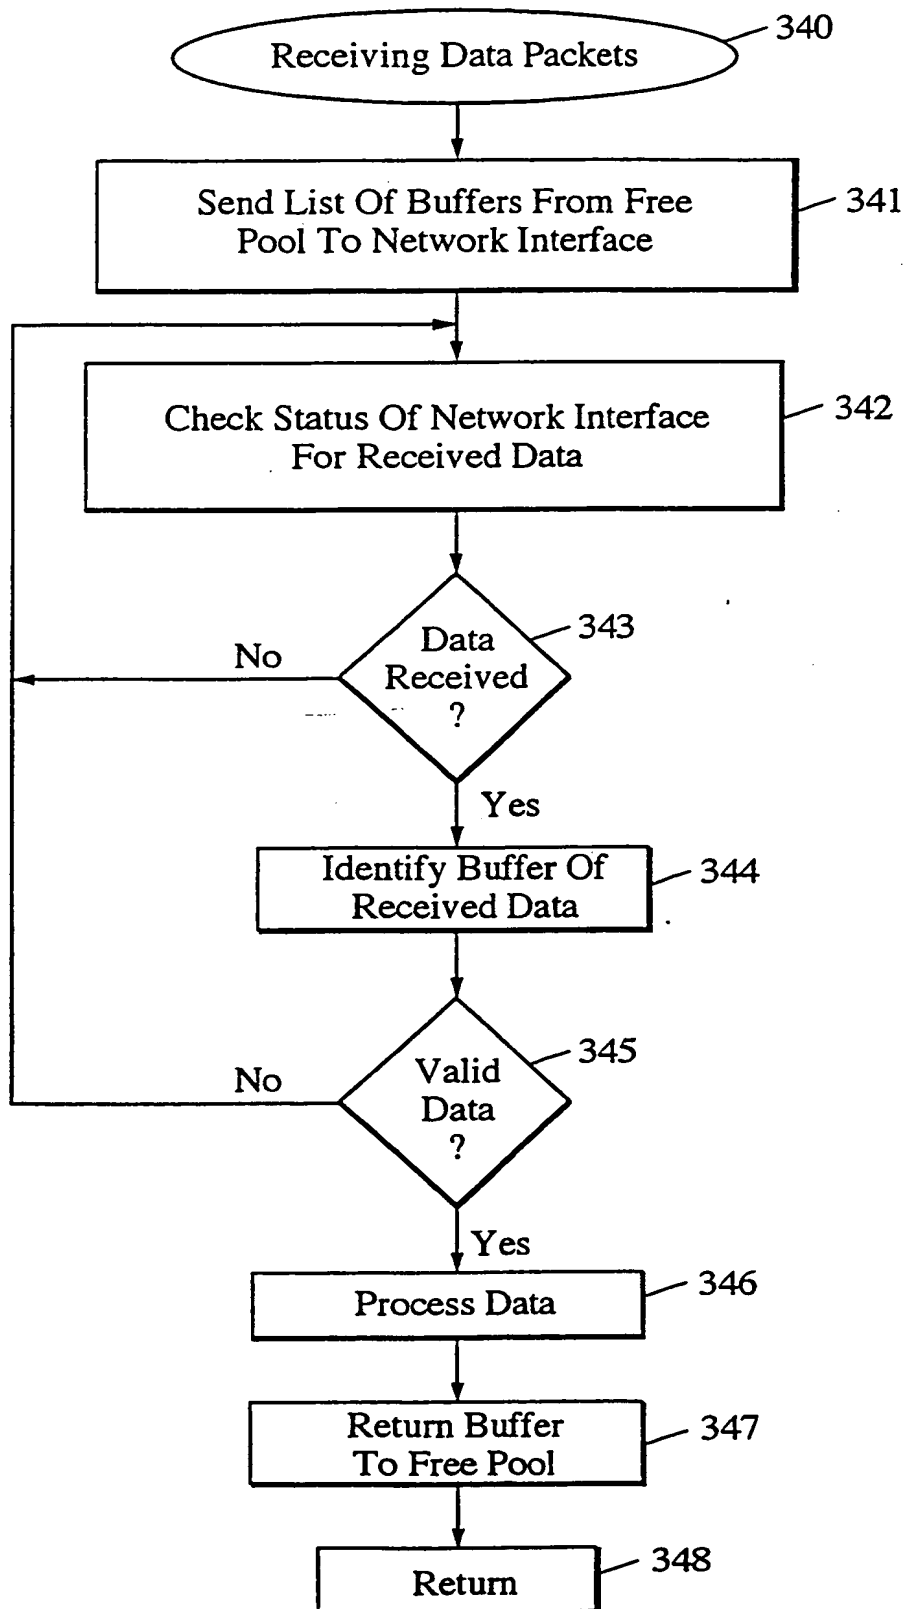 Receiving Data Packets
340
Send List Of Buffers From Free
Pool To Network Interface
341
Check Status Of Network Interface
For Received Data
342
Data
Received
?
343
No
Yes
Identify Buffer Of
Received Data
344
Valid
Data
?
345
No
Yes
Process Data
346
Return Buffer
To Free Pool
347
Return
348